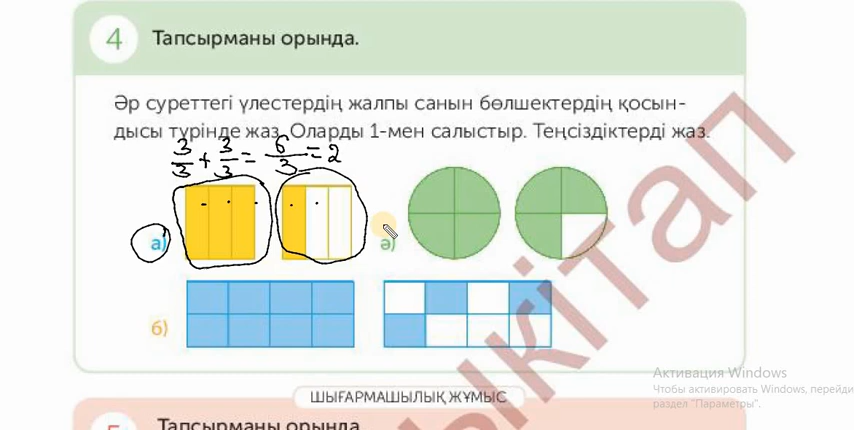 4 Тапсырманы орында.
Әр суреттегі үлестердің жалпы санын бөлшектердің қосын-
дысы түрінде жаз. Оларды 1-мен салыстыр. Теңсіздіктерді жаз.
3/3 + 3/3 = 6/3 = 2
а) ә)
б)
Активация Windows
Чтобы активировать Windows, перейди
раздел "Параметры".
ШЫҒАРМАШЫЛЫҚ ЖҰМЫС
5 Тапсырманы орында.
ықкітап